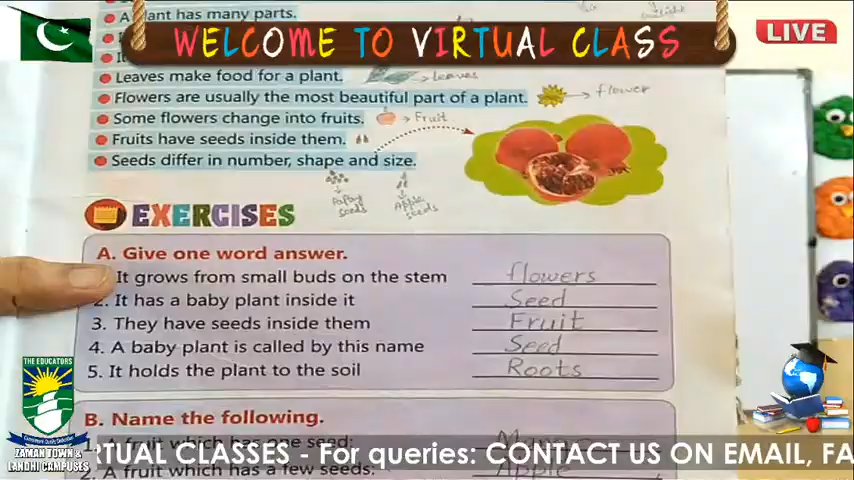 WELCOME TO VIRTUAL CLASS
LIVE
A plant has many parts.
Leaves make food for a plant. → leaves
Flowers are usually the most beautiful part of a plant. → flower
Some flowers change into fruits. → Fruit
Fruits have seeds inside them.
Seeds differ in number, shape and size.
seeds
Apple
seeds
EXERCISES
A. Give one word answer.
It grows from small buds on the stem flowers
2. It has a baby plant inside it Seed
3. They have seeds inside them Fruit
4. A baby plant is called by this name Seed
5. It holds the plant to the soil Roots
B. Name the following.
1. A fruit which has one seed: Mango
2. A fruit which has a few seeds: Apple
THE EDUCATORS
ZAMAN TOWN &
LANDHI CAMPUSES
RTUAL CLASSES - For queries: CONTACT US ON EMAIL, FA